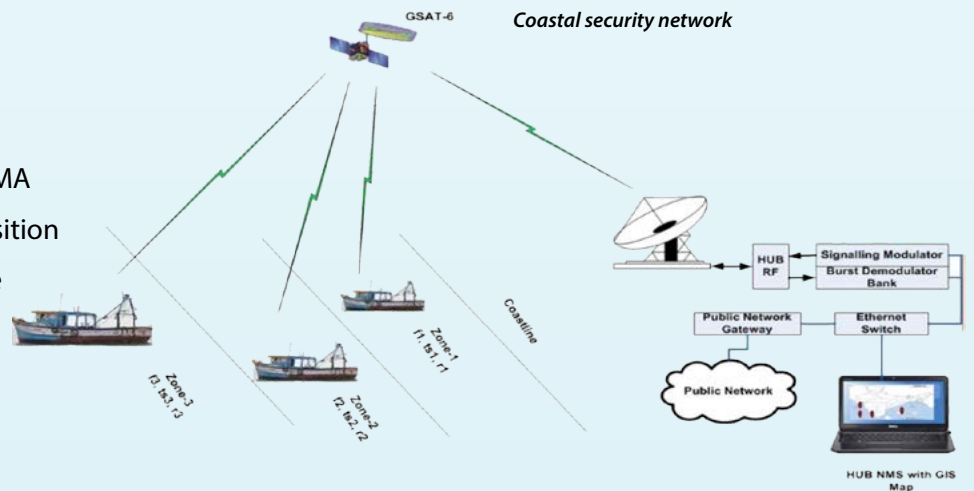 GSAT-6
Coastal security network
MA
sition
e
HUB
RF
Signalling Modulator
Burst Demodulator
Bank
Public Network
Gateway
Ethernet
Switch
Public Network
Coastline
Zone-1
f1, ts1, r1
Zone-2
f2, ts2, r2
Zone-3
f3, ts3, r3
HUB NMS with GIS
Map